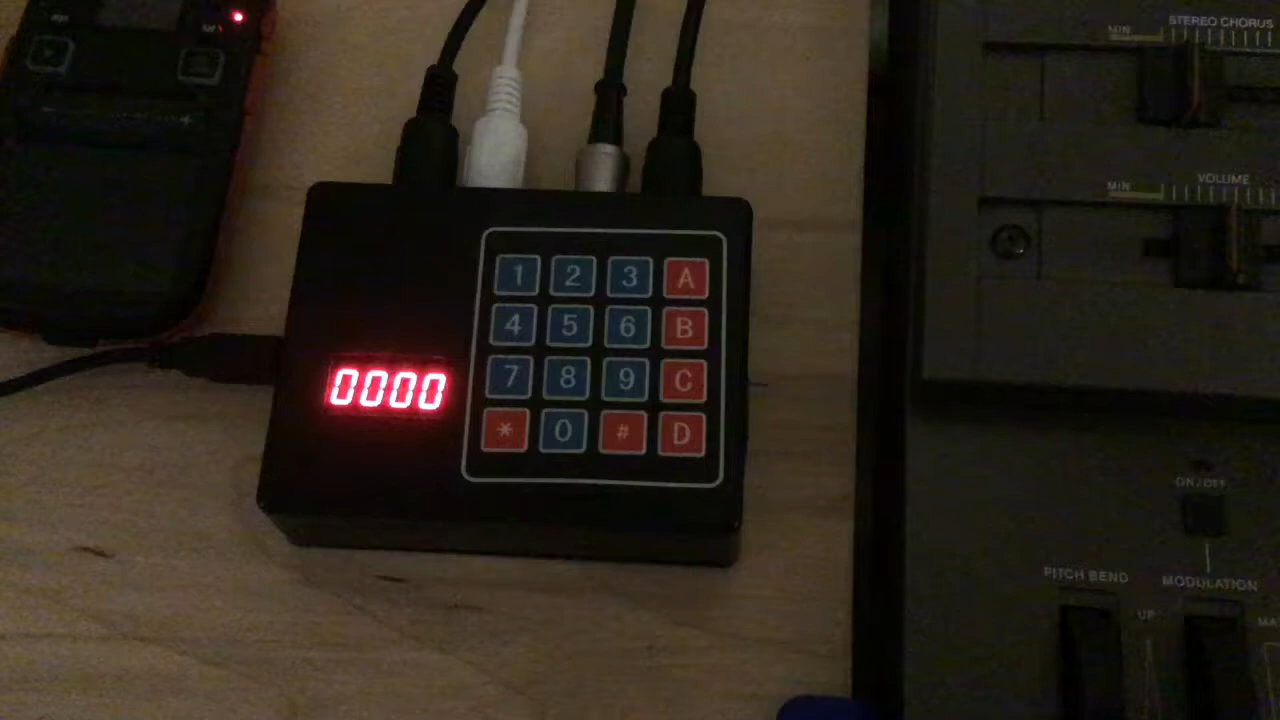 STEREO CHORUS
MIN
VOLUME
MIN
1 2 3 A
4 5 6 B
7 8 9 C
* 0 # D
0000
ON/OFF
PITCH BEND
MODULATION
UP